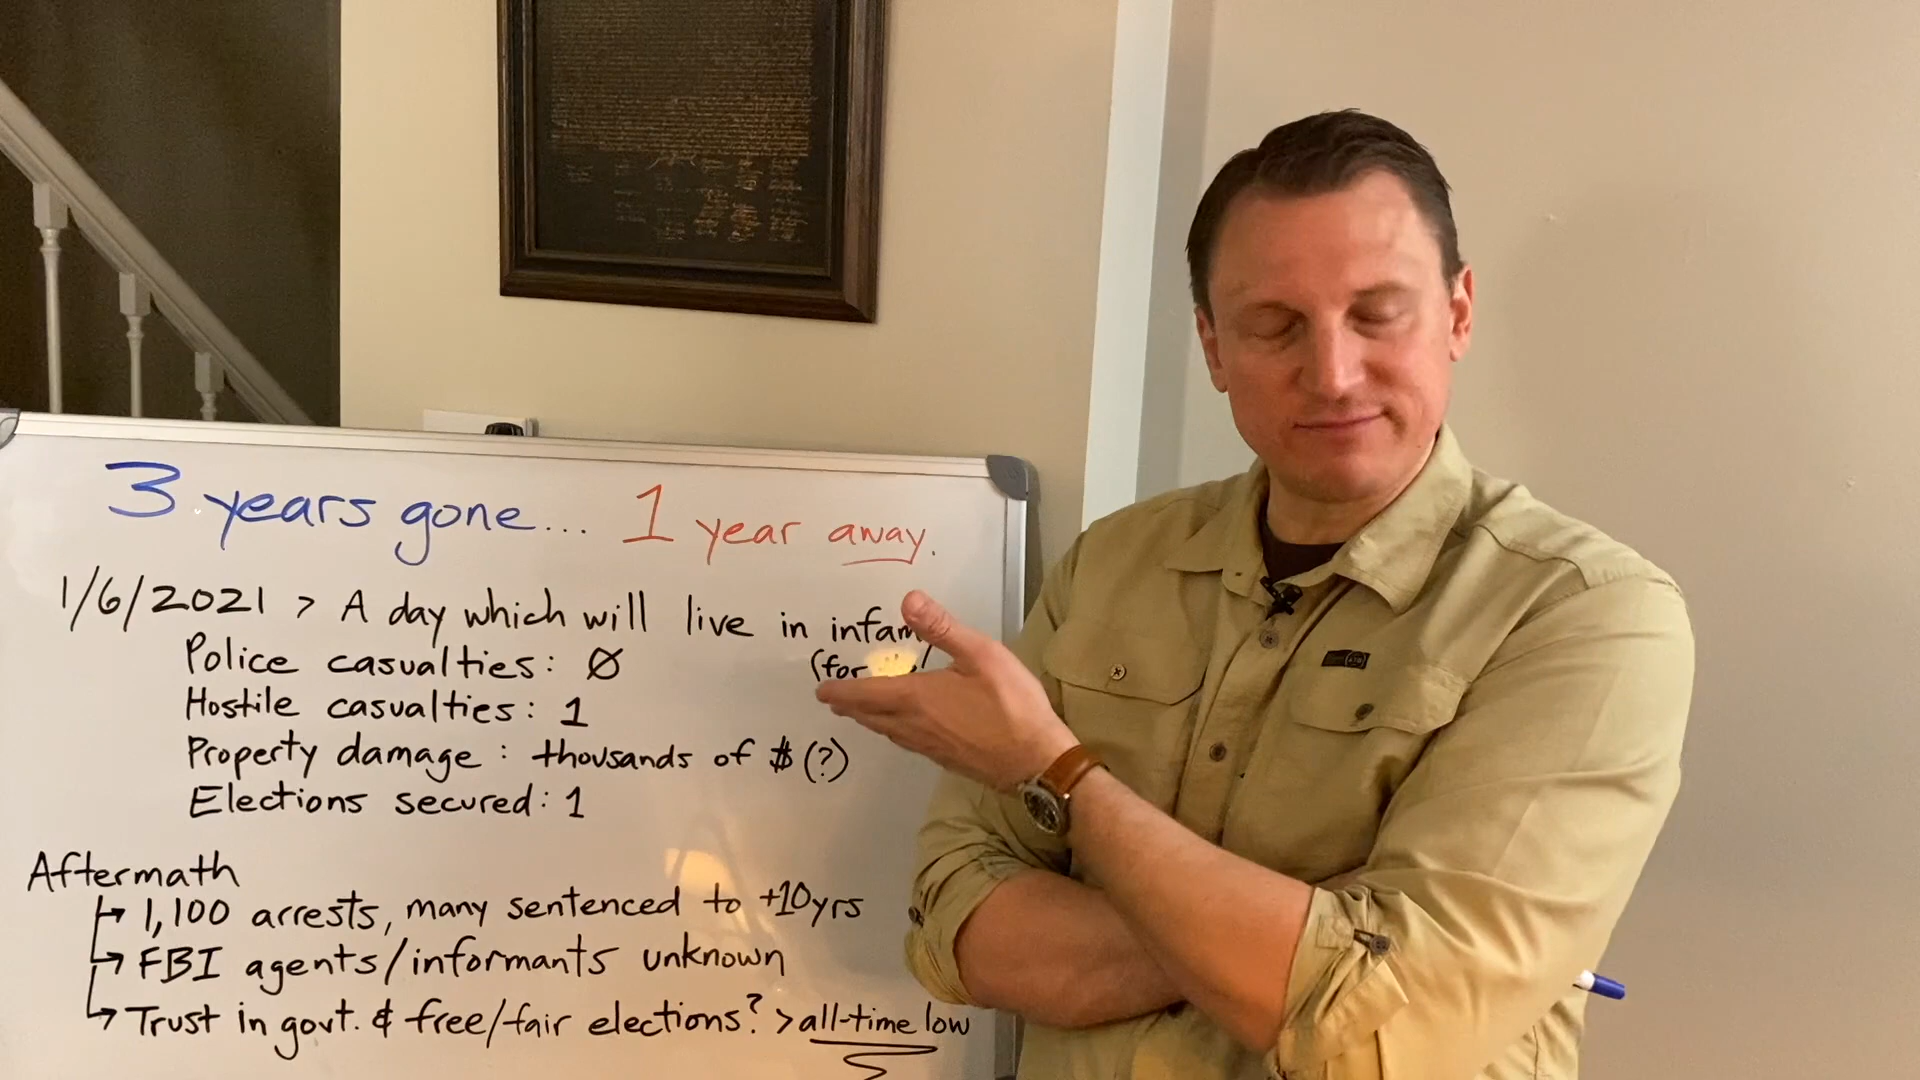 3 years gone... 1 year away.
1/6/2021 > A day which will live in infam
(for
Police casualties: Ø
Hostile casualties: 1
Property damage: thousands of $ (?)
Elections secured: 1
Aftermath
↳ 1,100 arrests, many sentenced to +10yrs
↳ FBI agents/informants unknown
↳ Trust in govt. & free/fair elections? > all-time low